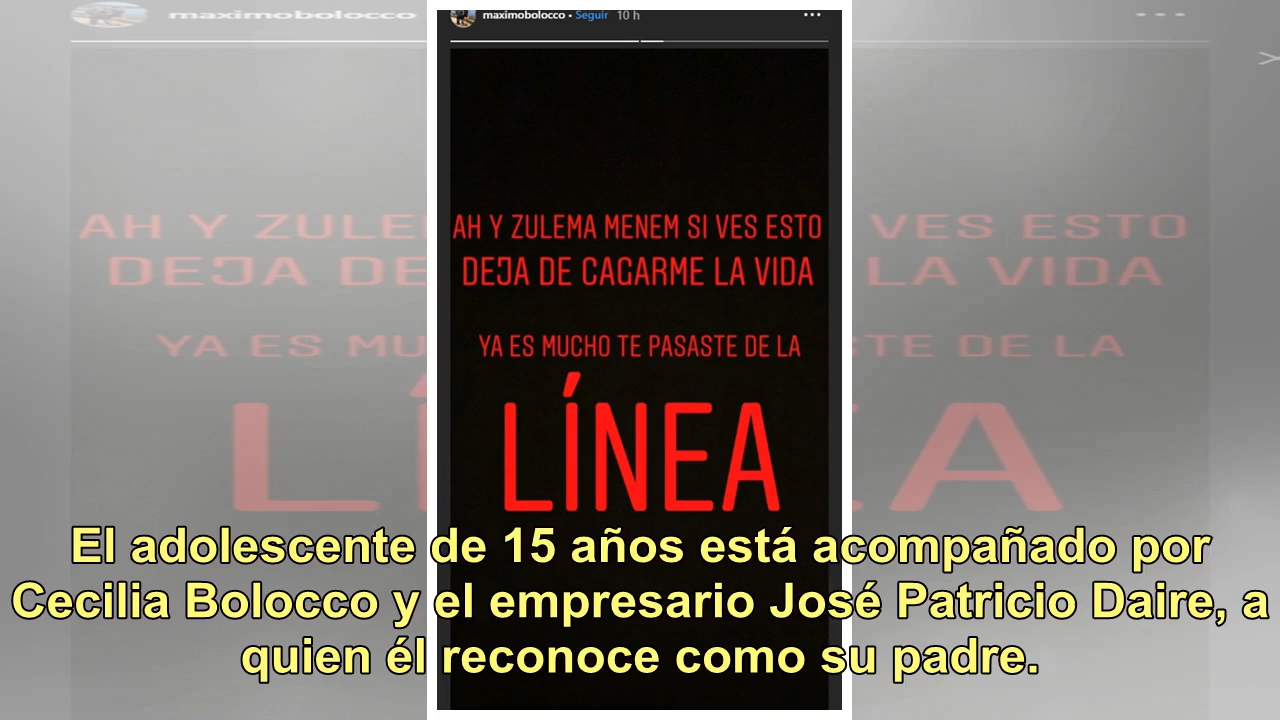 maximobolocco
maximobolocco • Seguir 10 h
AH Y ZULEMA MENEM SI VES ESTO
DEJA DE CAGARME LA VIDA
YA ES MUCHO TE PASASTE DE LA
LÍNEA
El adolescente de 15 años está acompañado por
Cecilia Bolocco y el empresario José Patricio Daire, a
quien él reconoce como su padre.